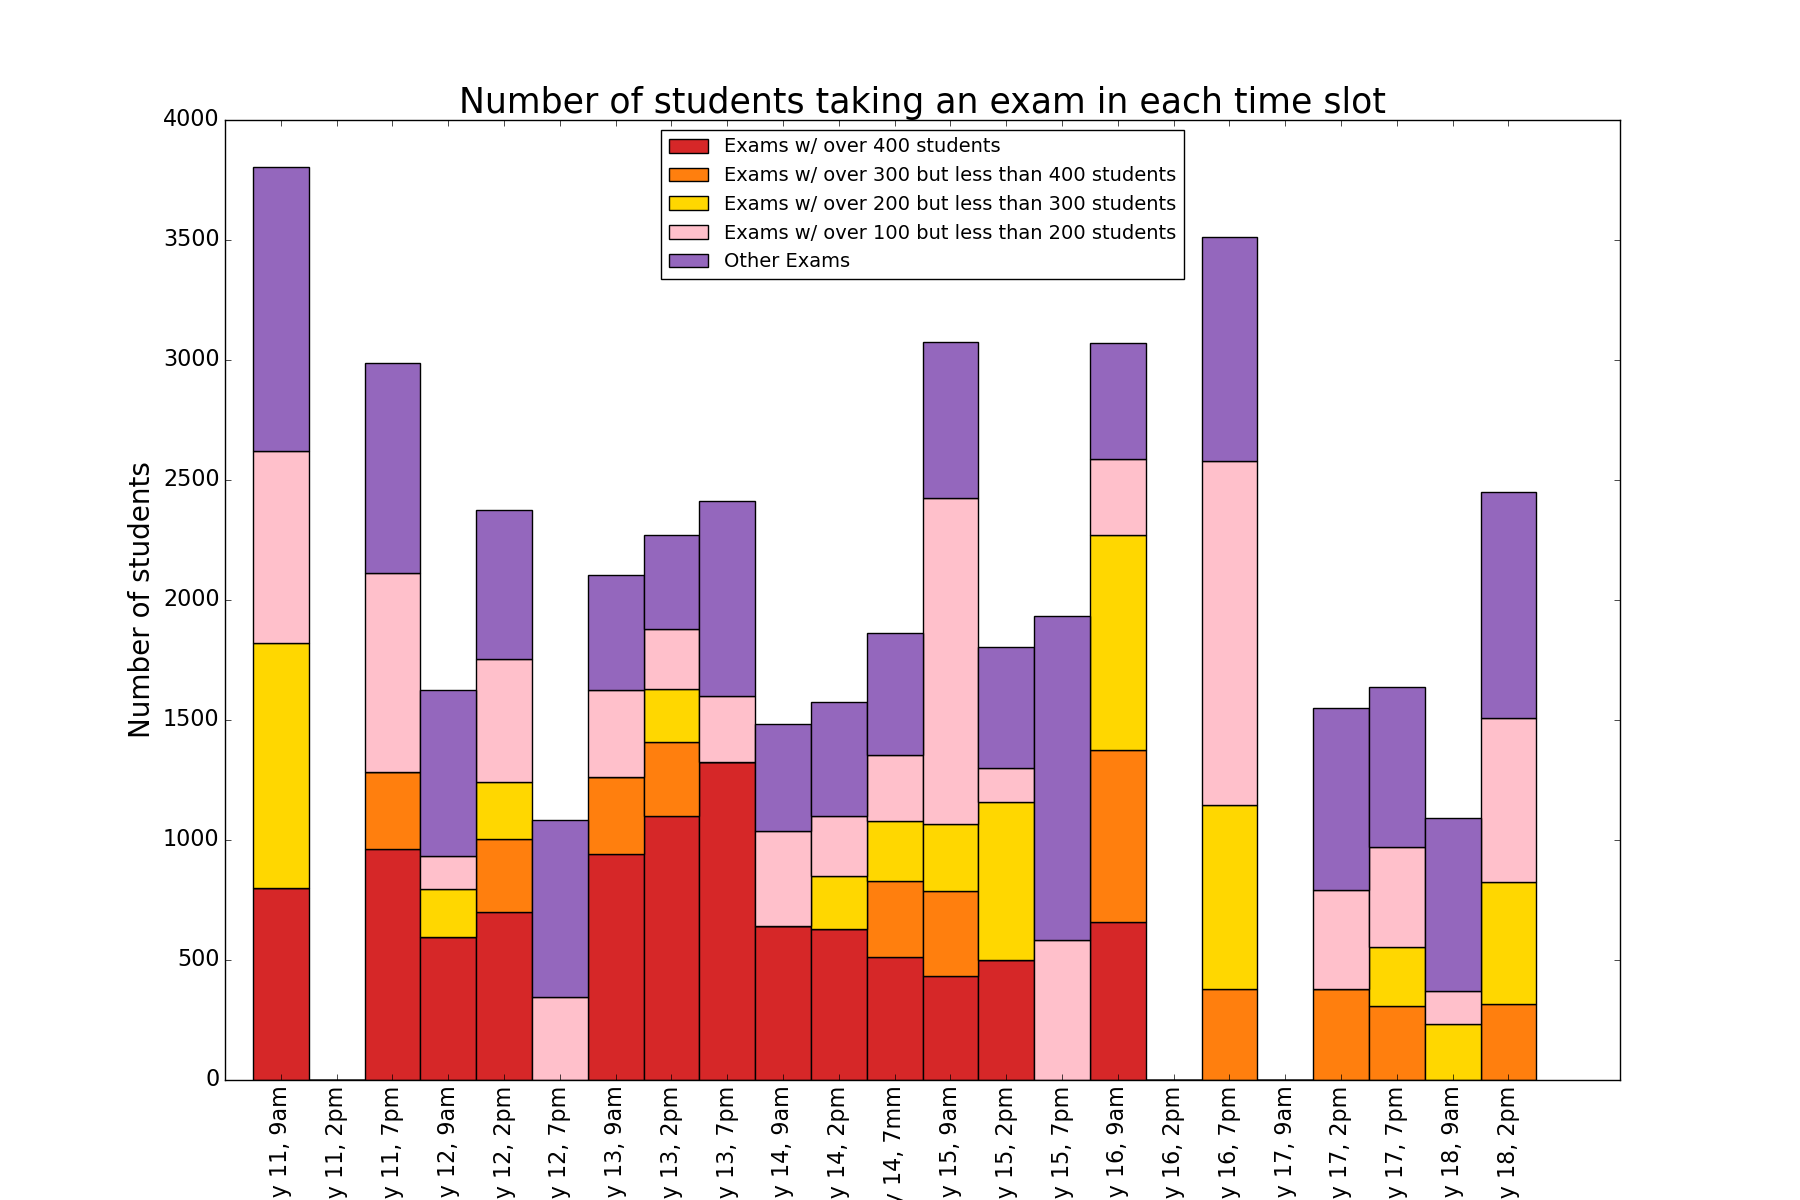 Number of students taking an exam in each time slot
Exams w/ over 400 students
Exams w/ over 300 but less than 400 students
Exams w/ over 200 but less than 300 students
Exams w/ over 100 but less than 200 students
Other Exams
Number of students
4000
3500
3000
2500
2000
1500
1000
500
0
y 11, 9am
y 11, 2pm
y 11, 7pm
y 12, 9am
y 12, 2pm
y 12, 7pm
y 13, 9am
y 13, 2pm
y 13, 7pm
y 14, 9am
y 14, 2pm
y 14, 7mm
y 15, 9am
y 15, 2pm
y 15, 7pm
y 16, 9am
y 16, 2pm
y 16, 7pm
y 17, 9am
y 17, 2pm
y 17, 7pm
y 18, 9am
y 18, 2pm